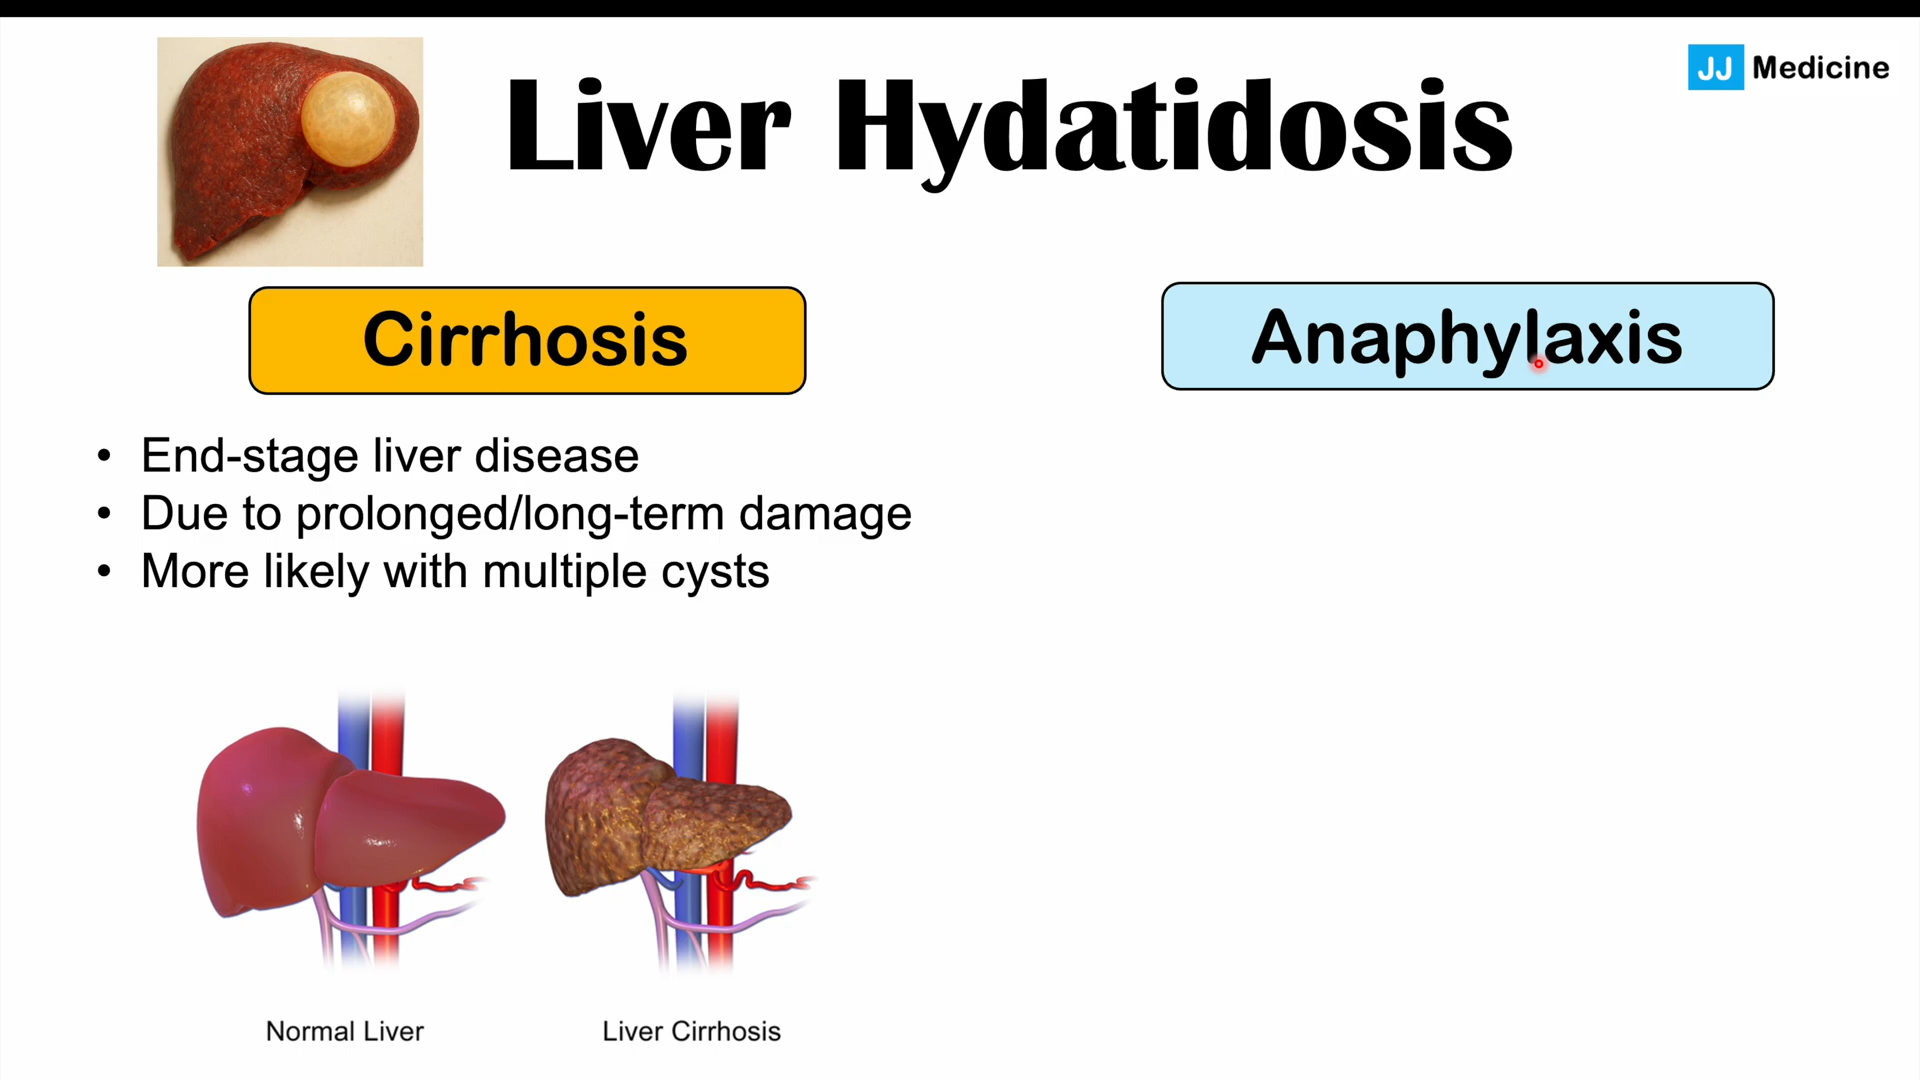 JJ Medicine
Liver Hydatidosis
Cirrhosis
• End-stage liver disease
• Due to prolonged/long-term damage
• More likely with multiple cysts
Normal Liver
Liver Cirrhosis
Anaphylaxis